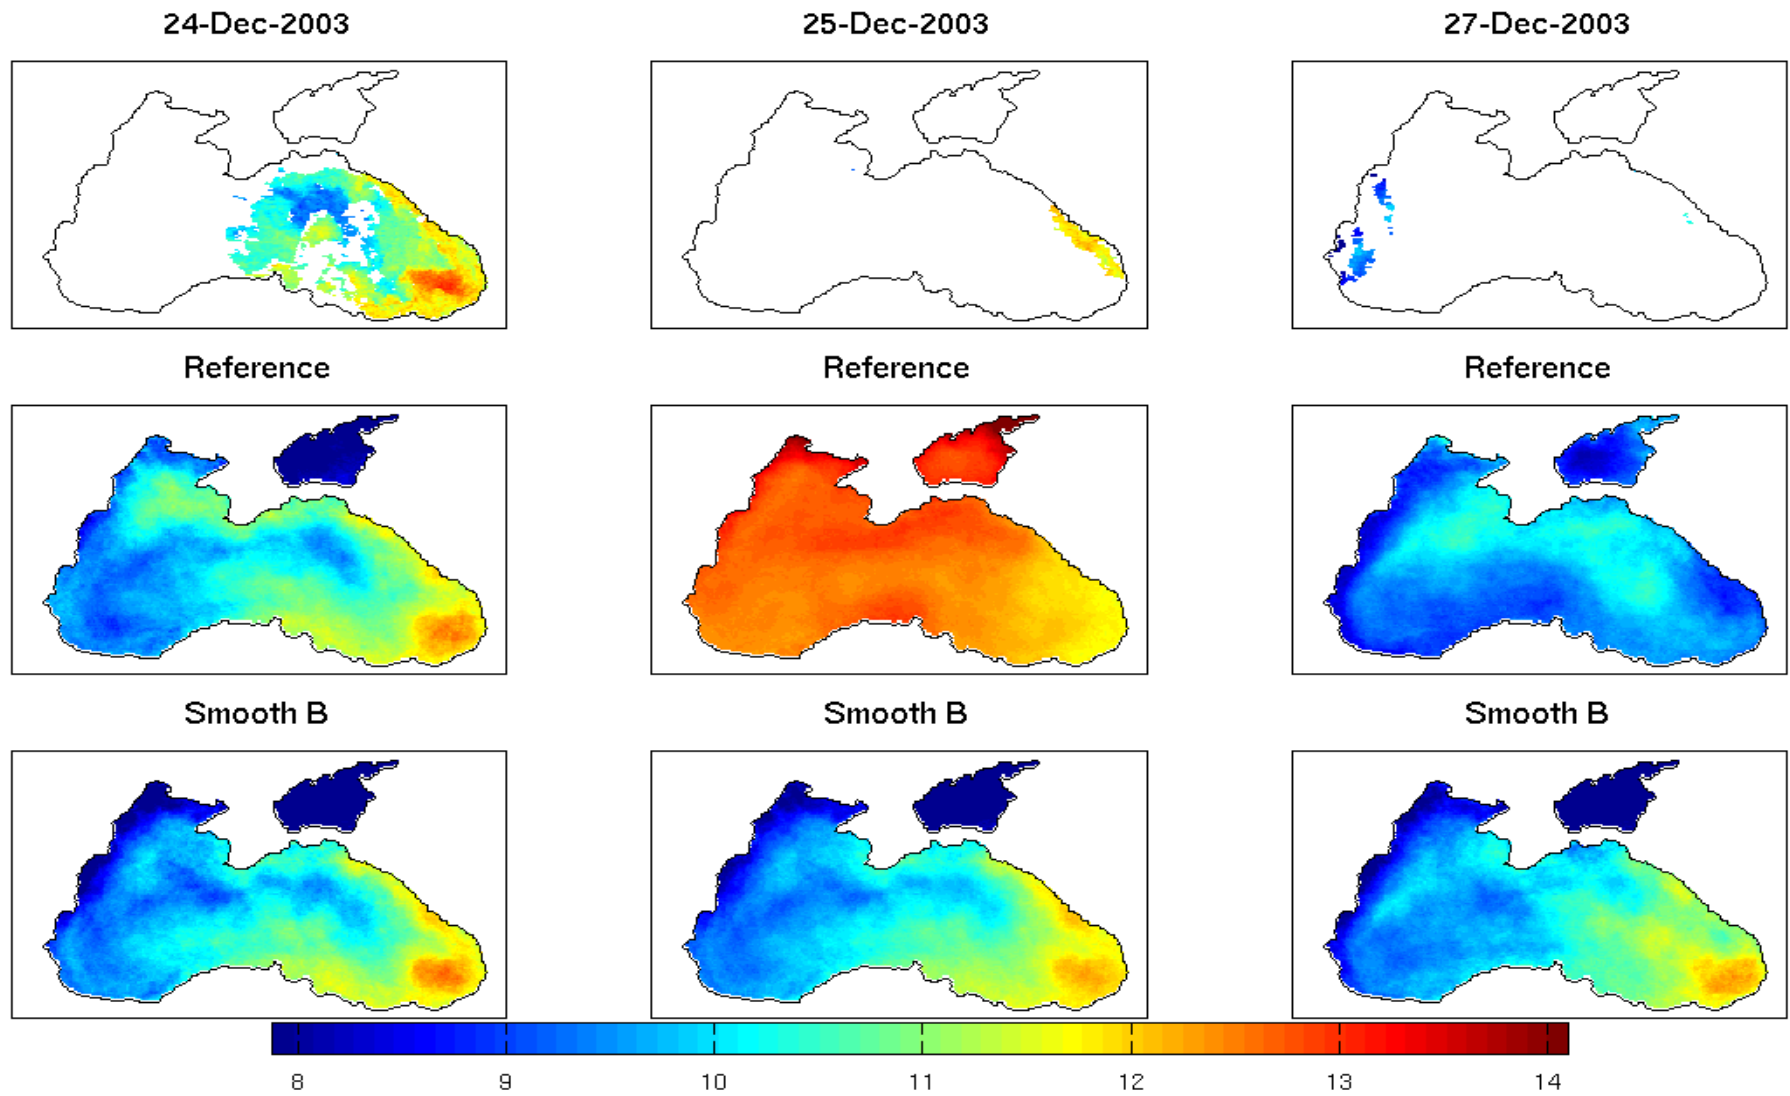 24-Dec-2003 25-Dec-2003 27-Dec-2003
Reference Reference Reference
Smooth B Smooth B Smooth B
8 9 10 11 12 13 14